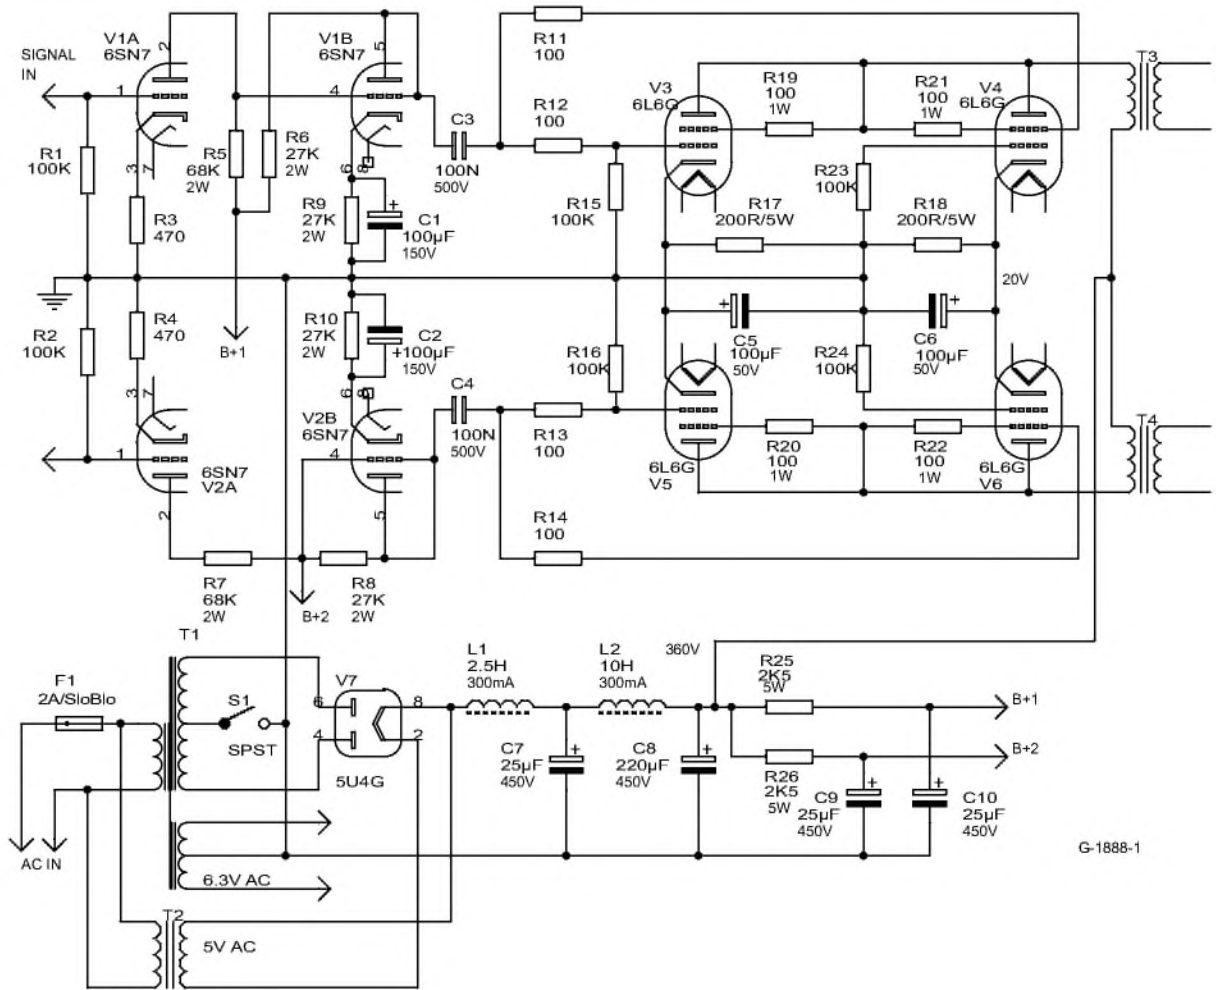 SIGNAL
IN
V1A
6SN7
2
1
3
7
R1
100K
R3
470
R5
68K
2W
R6
27K
2W
V1B
6SN7
5
4
6
8
R9
27K
2W
C1
100µF
150V
C3
100N
500V
R11
100
R12
100
R15
100K
V3
6L6G
R19
100
1W
R21
100
1W
V4
6L6G
T3
R23
100K
R17
200R/5W
R18
200R/5W
20V
B+1
R2
100K
R4
470
3
7
1
2
6SN7
V2A
R10
27K
2W
C2
100µF
150V
6
8
4
5
V2B
6SN7
C4
100N
500V
R16
100K
R13
100
R14
100
C5
100µF
50V
R24
100K
C6
100µF
50V
6L6G
V5
R20
100
1W
R22
100
1W
6L6G
V6
T4
R7
68K
2W
B+2
R8
27K
2W
T1
F1
2A/SloBlo
S1
SPST
V7
6
4
8
2
5U4G
L1
2.5H
300mA
L2
10H
300mA
360V
R25
2K5
5W
B+1
B+2
R26
2K5
5W
C7
25µF
450V
C8
220µF
450V
C9
25µF
450V
C10
25µF
450V
AC IN
6.3V AC
T2
5V AC
G-1888-1